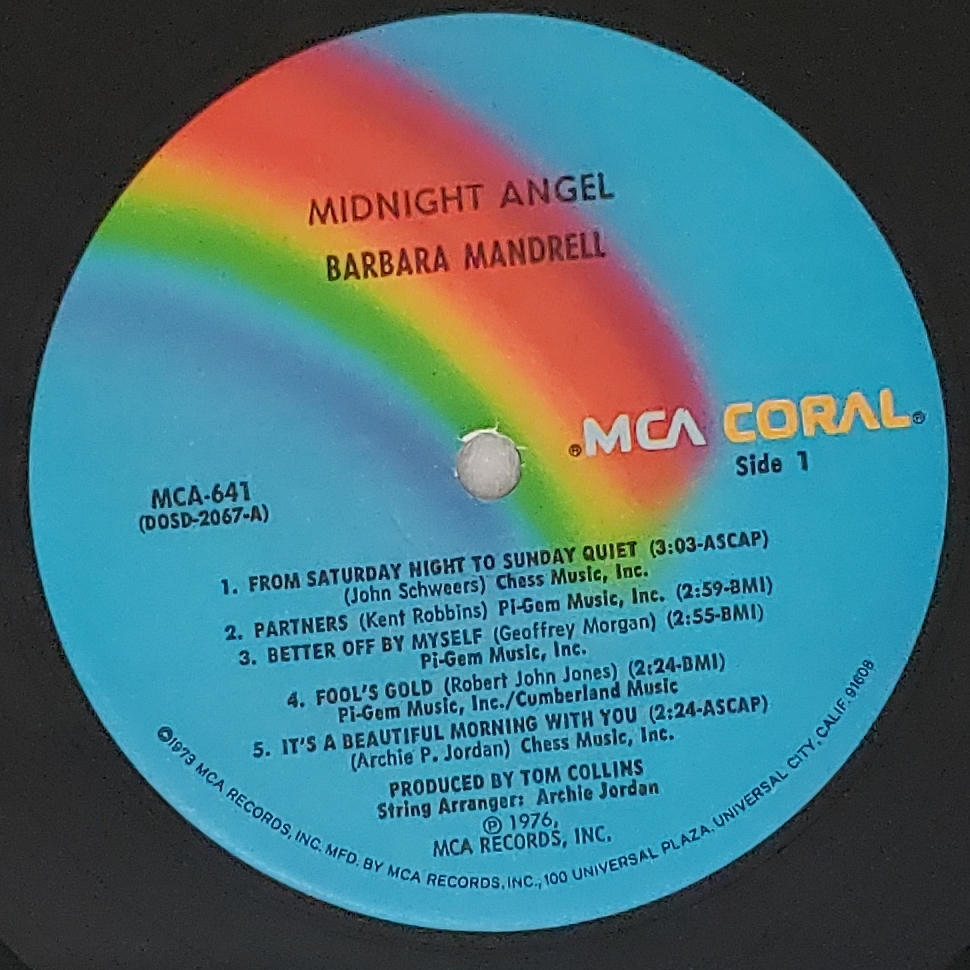 MIDNIGHT ANGEL
BARBARA MANDRELL
®MCA CORAL®
Side 1
MCA-641
(DOSD-2067-A)
1. FROM SATURDAY NIGHT TO SUNDAY QUIET (3:03-ASCAP)
(John Schweers) Chess Music, Inc.
2. PARTNERS (Kent Robbins) Pi-Gem Music, Inc. (2:59-BMI)
3. BETTER OFF BY MYSELF (Geoffrey Morgan) (2:55-BMI)
Pi-Gem Music, Inc.
4. FOOL'S GOLD (Robert John Jones) (2:24-BMI)
Pi-Gem Music, Inc./Cumberland Music
5. IT'S A BEAUTIFUL MORNING WITH YOU (2:24-ASCAP)
(Archie P. Jordan) Chess Music, Inc.
PRODUCED BY TOM COLLINS
String Arranger: Archie Jordan
℗ 1976,
MCA RECORDS, INC.
©1973 MCA RECORDS, INC. MFD. BY MCA RECORDS, INC., 100 UNIVERSAL PLAZA, UNIVERSAL CITY, CALIF. 91608